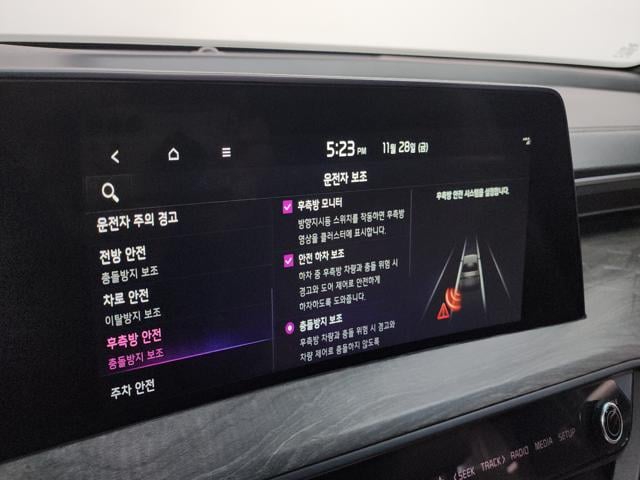 5:23 PM 11월 28일 (금)
운전자 보조
운전자 주의 경고
전방 안전
충돌방지 보조
차로 안전
이탈방지 보조
후측방 안전
충돌방지 보조
주차 안전
후측방 모니터
방향지시등 스위치를 작동하면 후측방
영상을 클러스터에 표시합니다.
안전 하차 보조
하차 중 후측방 차량과 충돌 위험 시
경고와 도어 제어로 안전하게
하차하도록 도와줍니다.
충돌방지 보조
후측방 차량과 충돌 위험 시 경고와
차량 제어로 충돌하지 않도록
후측방 안전 시스템을 설정합니다.
<SEEK TRACK> RADIO MEDIA SETUP